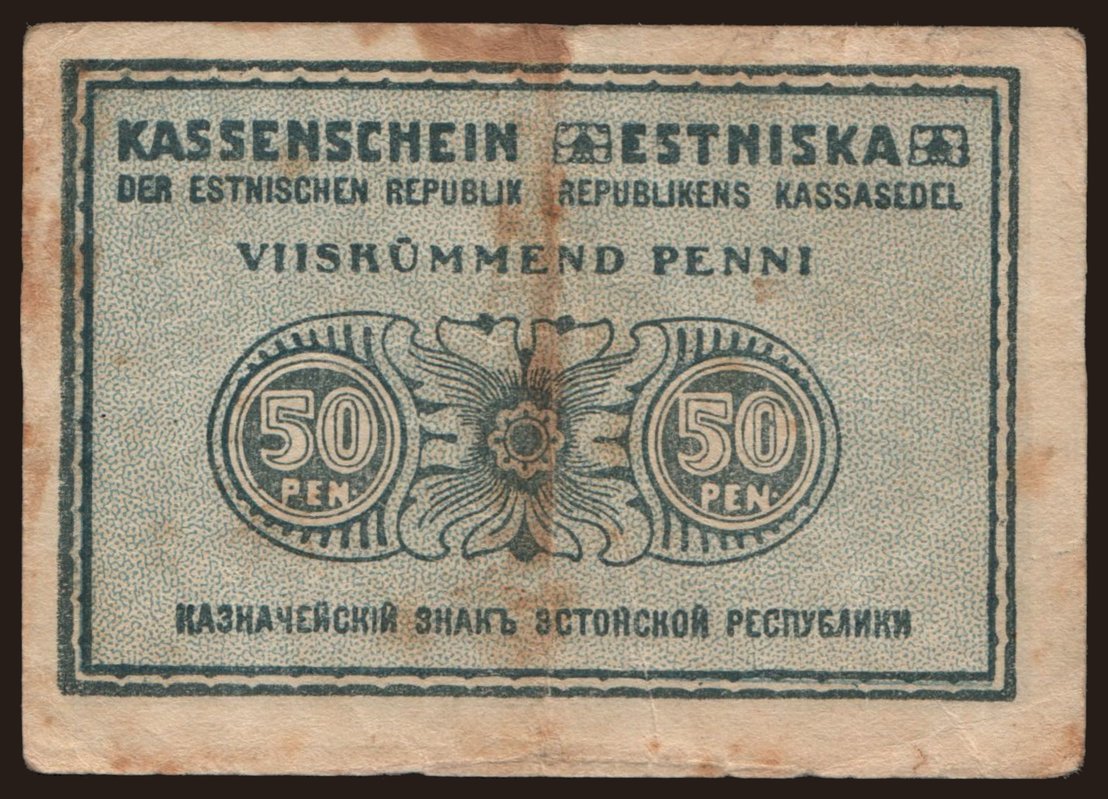 KASSENSCHEIN ESTNISKA
DER ESTNISCHEN REPUBLIK REPUBLIKENS KASSASEDEL
VIISKÜMMEND PENNI
50 50
PEN. PEN.
КАЗНАЧЕЙСКІЙ ЗНАКЪ ЭСТОНСКОЙ РЕСПУБЛИКИ